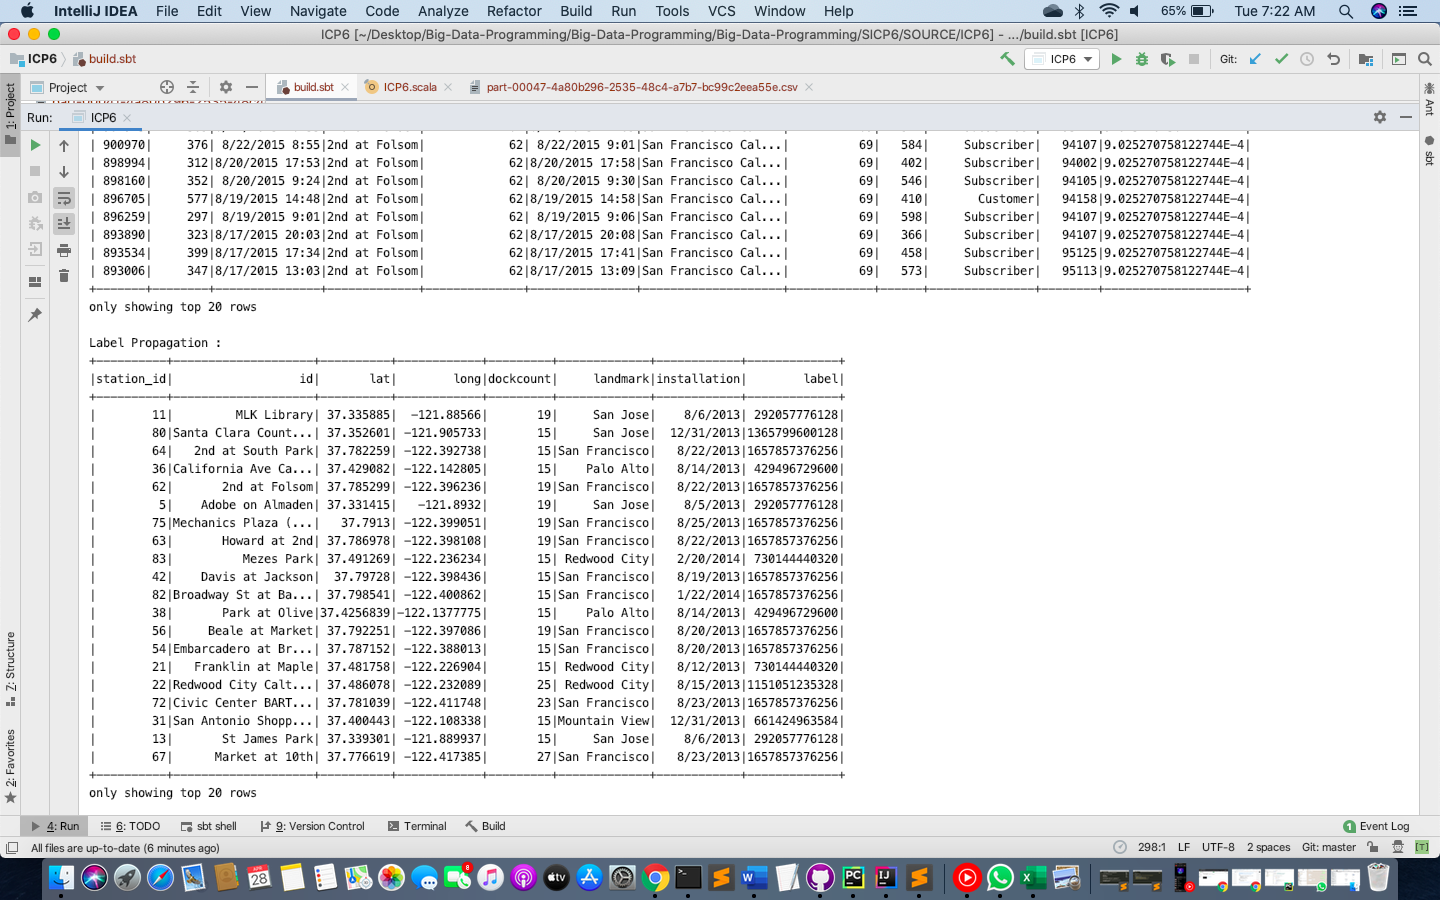 IntelliJ IDEA File Edit View Navigate Code Analyze Refactor Build Run Tools VCS Window Help 65% Tue 7:22 AM
ICP6 [~/Desktop/Big-Data-Programming/Big-Data-Programming/Big-Data-Programming/SICP6/SOURCE/ICP6] - .../build.sbt [ICP6]
ICP6 build.sbt ICP6 Git:
Project build.sbt ICP6.scala part-00047-4a80b296-2535-48c4-a7b7-bc99c2eea55e.csv
Run: ICP6
1: Project
Ant
sbt
| 900970| 376| 8/22/2015 8:55|2nd at Folsom| 62| 8/22/2015 9:01|San Francisco Cal...| 69| 584| Subscriber| 94107|9.025270758122744E-4|
| 898994| 312|8/20/2015 17:53|2nd at Folsom| 62|8/20/2015 17:58|San Francisco Cal...| 69| 402| Subscriber| 94002|9.025270758122744E-4|
| 898160| 352| 8/20/2015 9:24|2nd at Folsom| 62| 8/20/2015 9:30|San Francisco Cal...| 69| 546| Subscriber| 94105|9.025270758122744E-4|
| 896705| 577|8/19/2015 14:48|2nd at Folsom| 62|8/19/2015 14:58|San Francisco Cal...| 69| 410| Customer| 94158|9.025270758122744E-4|
| 896259| 297| 8/19/2015 9:01|2nd at Folsom| 62| 8/19/2015 9:06|San Francisco Cal...| 69| 598| Subscriber| 94107|9.025270758122744E-4|
| 893890| 323|8/17/2015 20:03|2nd at Folsom| 62|8/17/2015 20:08|San Francisco Cal...| 69| 366| Subscriber| 94107|9.025270758122744E-4|
| 893534| 399|8/17/2015 17:34|2nd at Folsom| 62|8/17/2015 17:41|San Francisco Cal...| 69| 458| Subscriber| 95125|9.025270758122744E-4|
| 893006| 347|8/17/2015 13:03|2nd at Folsom| 62|8/17/2015 13:09|San Francisco Cal...| 69| 573| Subscriber| 95113|9.025270758122744E-4|
only showing top 20 rows
Label Propagation :
|station_id| id| lat| long|dockcount| landmark|installation| label|
| 11| MLK Library| 37.335885| -121.88566| 19| San Jose| 8/6/2013| 292057776128|
| 80|Santa Clara Count...| 37.352601| -121.905733| 15| San Jose| 12/31/2013|1365799600128|
| 64| 2nd at South Park| 37.782259| -122.392738| 15|San Francisco| 8/22/2013|1657857376256|
| 36|California Ave Ca...| 37.429082| -122.142805| 15| Palo Alto| 8/14/2013| 429496729600|
| 62| 2nd at Folsom| 37.785299| -122.396236| 19|San Francisco| 8/22/2013|1657857376256|
| 5| Adobe on Almaden| 37.331415| -121.8932| 19| San Jose| 8/5/2013| 292057776128|
| 75|Mechanics Plaza (...| 37.7913| -122.399051| 19|San Francisco| 8/25/2013|1657857376256|
| 63| Howard at 2nd| 37.786978| -122.398108| 19|San Francisco| 8/22/2013|1657857376256|
| 83| Mezes Park| 37.491269| -122.236234| 15| Redwood City| 2/20/2014| 730144440320|
| 42| Davis at Jackson| 37.79728| -122.398436| 15|San Francisco| 8/19/2013|1657857376256|
| 82|Broadway St at Ba...| 37.798541| -122.400862| 15|San Francisco| 1/22/2014|1657857376256|
| 38| Park at Olive|37.4256839|-122.1377775| 15| Palo Alto| 8/14/2013| 429496729600|
| 56| Beale at Market| 37.792251| -122.397086| 19|San Francisco| 8/20/2013|1657857376256|
| 54|Embarcadero at Br...| 37.787152| -122.388013| 15|San Francisco| 8/20/2013|1657857376256|
| 21| Franklin at Maple| 37.481758| -122.226904| 15| Redwood City| 8/12/2013| 730144440320|
| 22|Redwood City Calt...| 37.486078| -122.232089| 25| Redwood City| 8/15/2013|1151051235328|
| 72|Civic Center BART...| 37.781039| -122.411748| 23|San Francisco| 8/23/2013|1657857376256|
| 31|San Antonio Shopp...| 37.400443| -122.108338| 15|Mountain View| 12/31/2013| 661424963584|
| 13| St James Park| 37.339301| -121.889937| 15| San Jose| 8/6/2013| 292057776128|
| 67| Market at 10th| 37.776619| -122.417385| 27|San Francisco| 8/23/2013|1657857376256|
only showing top 20 rows
Z: Structure
2: Favorites
4: Run 6: TODO sbt shell 9: Version Control Terminal Build 1 Event Log
All files are up-to-date (6 minutes ago) 298:1 LF UTF-8 2 spaces Git: master [T]
8
APR
28
tv
W
PC
IJ
X